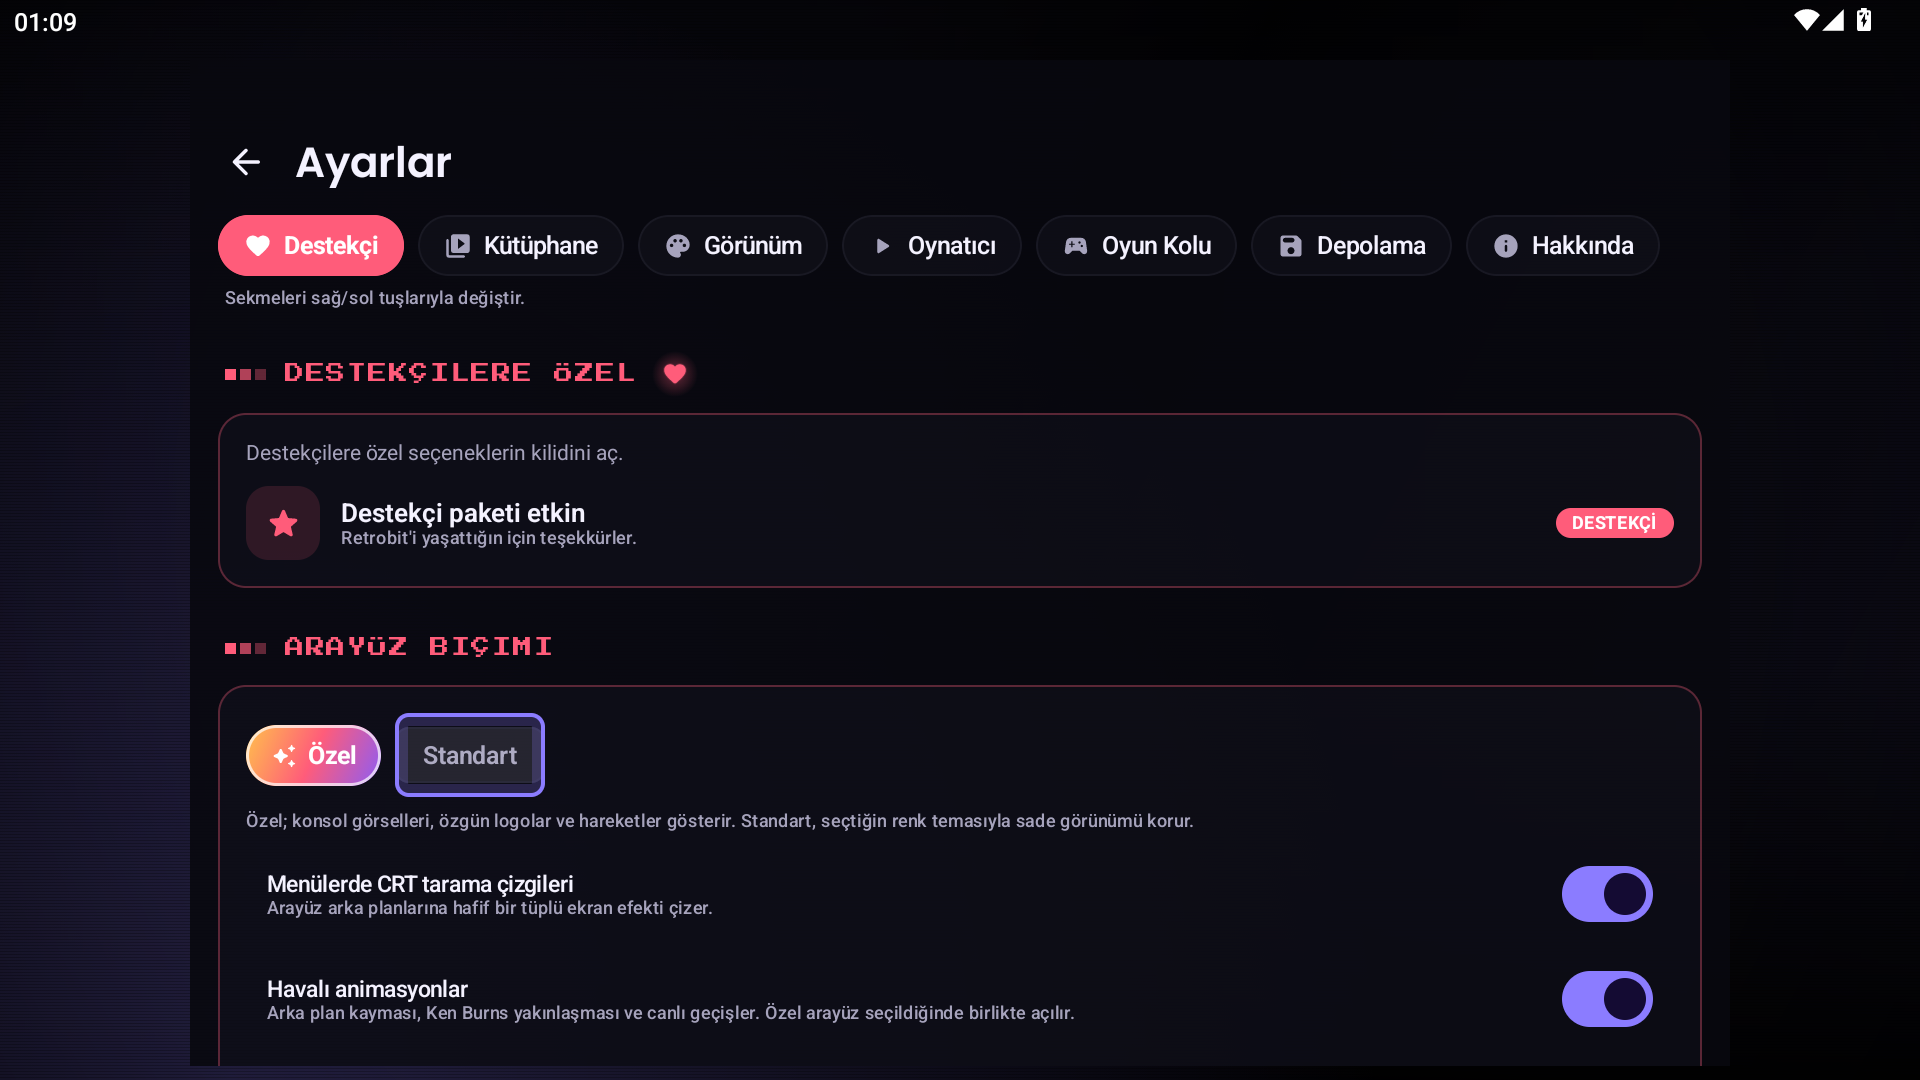 01:09
Ayarlar
Destekçi
Kütüphane
Görünüm
Oynatıcı
Oyun Kolu
Depolama
Hakkında
Sekmeleri sağ/sol tuşlarıyla değiştir.
DESTEKÇILERE ÖZEL
Destekçilere özel seçeneklerin kilidini aç.
Destekçi paketi etkin
Retrobit'i yaşattığın için teşekkürler.
DESTEKÇİ
ARAYÜZ BIÇIMI
Özel
Standart
Özel; konsol görselleri, özgün logolar ve hareketler gösterir. Standart, seçtiğin renk temasıyla sade görünümü korur.
Menülerde CRT tarama çizgileri
Arayüz arka planlarına hafif bir tüplü ekran efekti çizer.
Havalı animasyonlar
Arka plan kayması, Ken Burns yakınlaşması ve canlı geçişler. Özel arayüz seçildiğinde birlikte açılır.